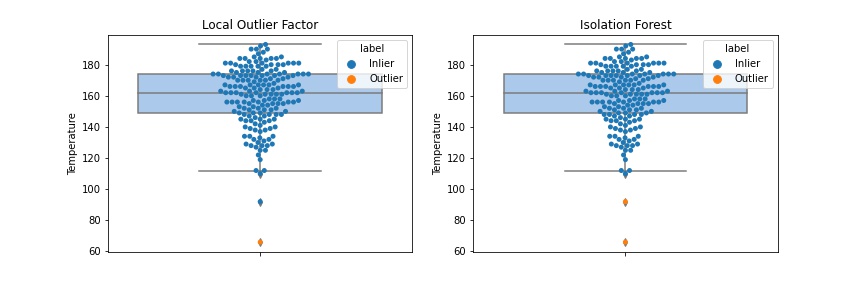 Local Outlier Factor
label
Inlier
Outlier
Temperature
180
160
140
120
100
80
60
Isolation Forest
label
Inlier
Outlier
Temperature
180
160
140
120
100
80
60